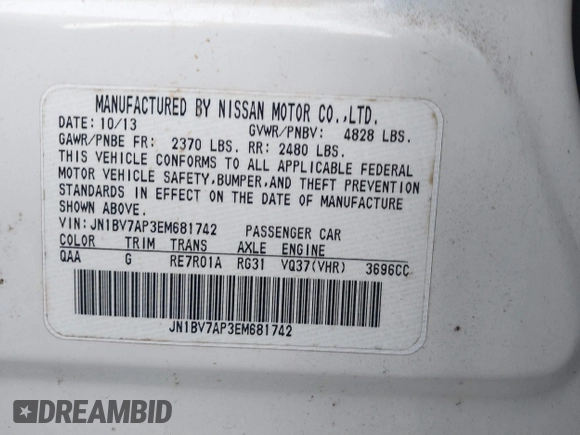 MANUFACTURED BY NISSAN MOTOR CO.,LTD.
DATE: 10/13 GVWR/PNBV: 4828 LBS.
GAWR/PNBE FR: 2370 LBS. RR: 2480 LBS.
THIS VEHICLE CONFORMS TO ALL APPLICABLE FEDERAL
MOTOR VEHICLE SAFETY,BUMPER,AND THEFT PREVENTION
STANDARDS IN EFFECT ON THE DATE OF MANUFACTURE
SHOWN ABOVE.
VIN: JN1BV7AP3EM681742 PASSENGER CAR
COLOR TRIM TRANS AXLE ENGINE
QAA G RE7R01A RG31 VQ37(VHR) 3696CC
JN1BV7AP3EM681742
DREAMBID